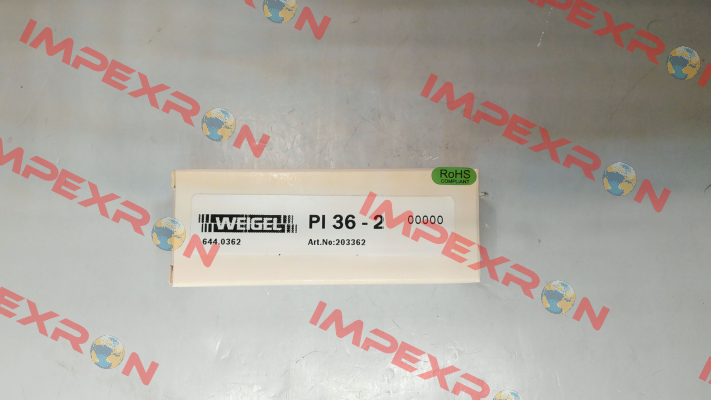 IMPEXRON
IMPEXRON
IMPEXRON
IMPEXRON
RoHS
COMPLIANT
WEIGEL PI 36 - 2 00000
644.0362 Art.No:203362
IMPEXRON
IMPEXRON
IMPEXRON
IMPEXRON